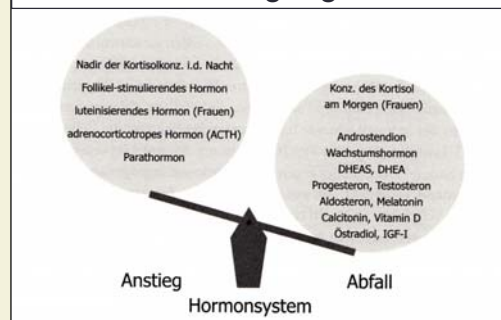 Nadir der Kortisolkonz. i.d. Nacht
Follikel-stimulierendes Hormon
luteinisierendes Hormon (Frauen)
adrenocorticotropes Hormon (ACTH)
Parathormon
Konz. des Kortisol
am Morgen (Frauen)
Androstendion
Wachstumshormon
DHEAS, DHEA
Progesteron, Testosteron
Aldosteron, Melatonin
Calcitonin, Vitamin D
Östradiol, IGF-I
Anstieg
Abfall
Hormonsystem